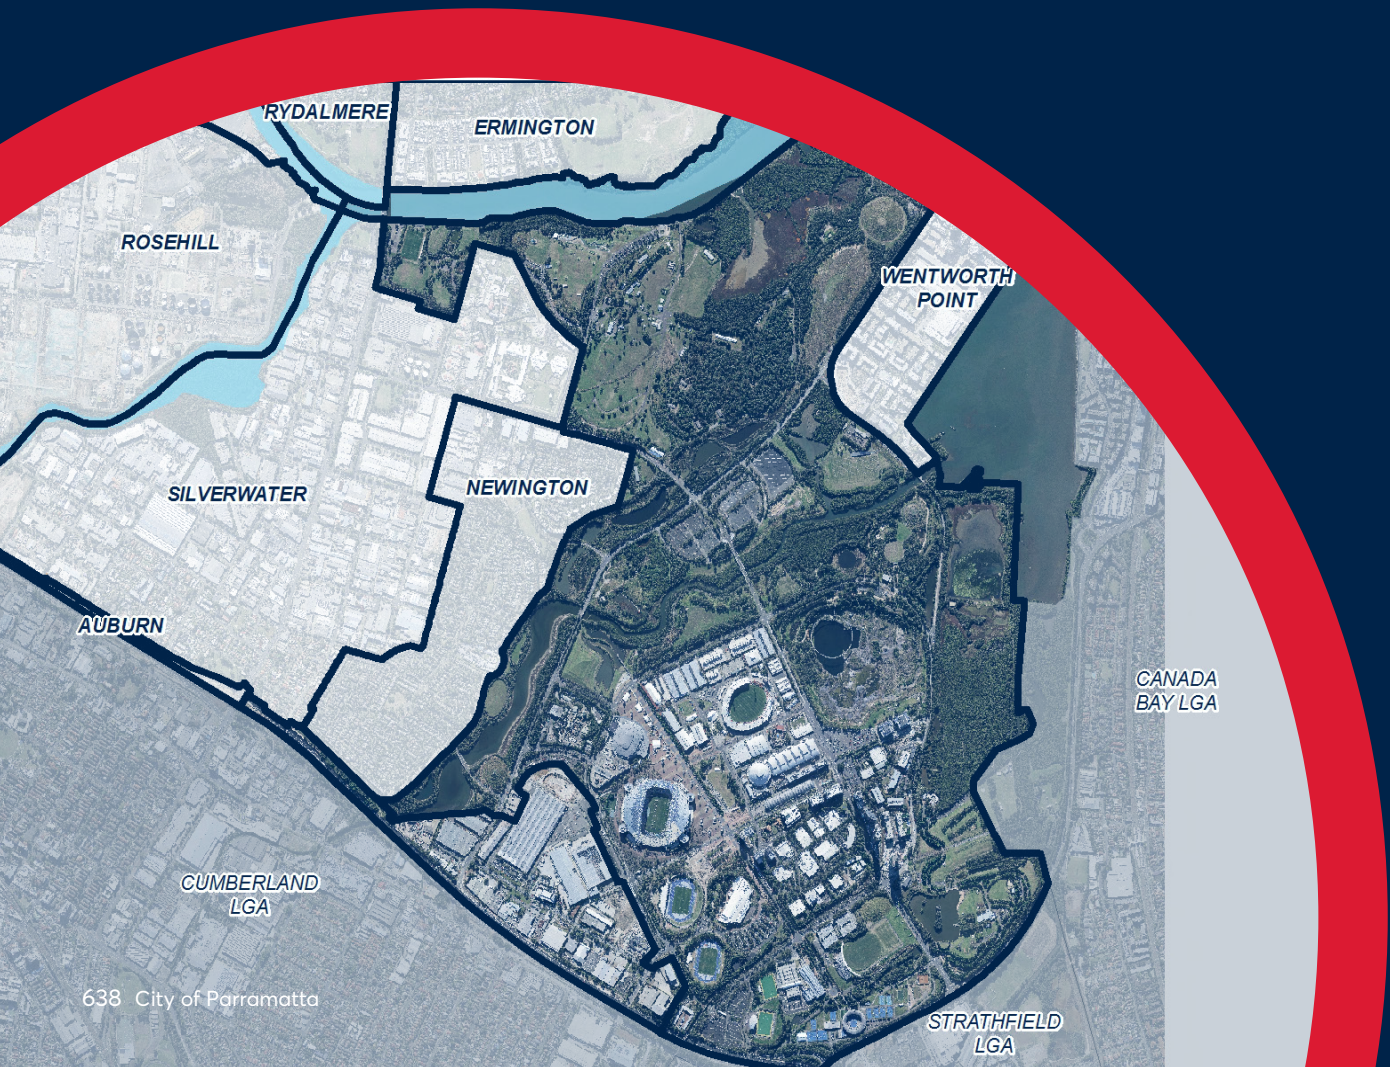 RYDALMERE
ERMINGTON
ROSEHILL
WENTWORTH
POINT
SILVERWATER
NEWINGTON
AUBURN
CANADA
BAY LGA
CUMBERLAND
LGA
638 City of Parramatta
STRATHFIELD
LGA